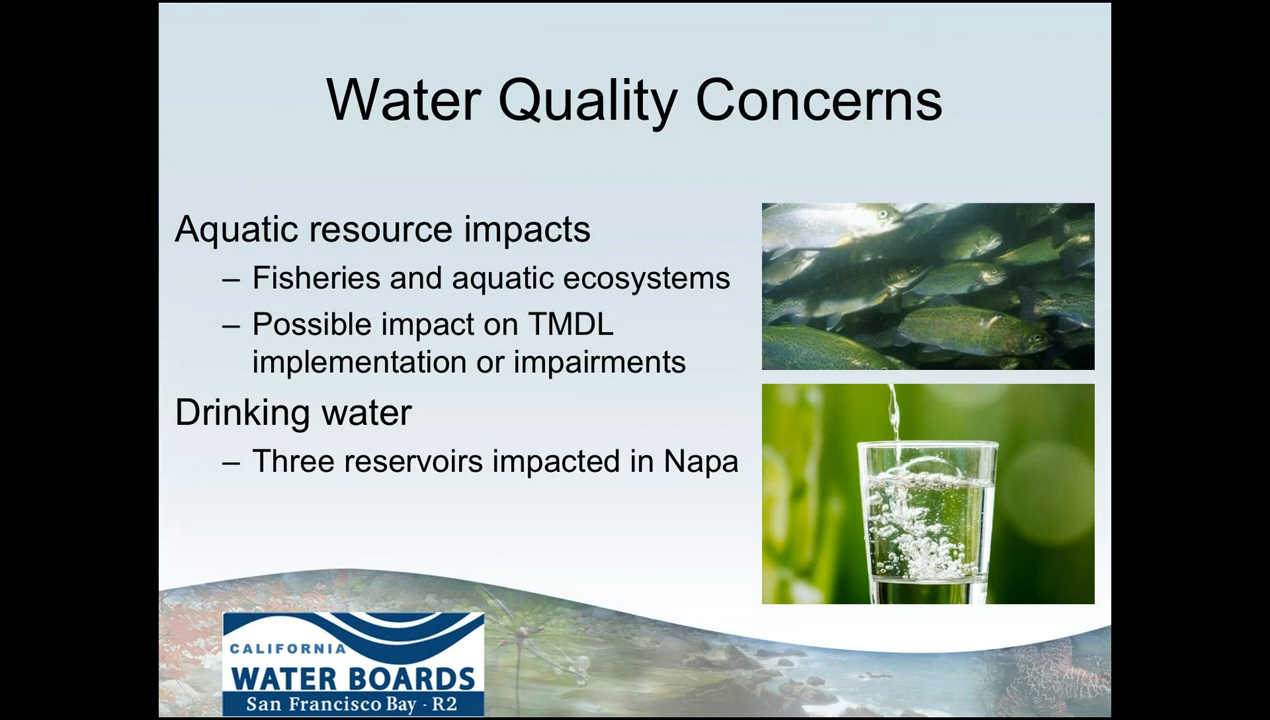 Water Quality Concerns
Aquatic resource impacts
– Fisheries and aquatic ecosystems
– Possible impact on TMDL
implementation or impairments
Drinking water
– Three reservoirs impacted in Napa
CALIFORNIA
WATER BOARDS
San Francisco Bay - R2